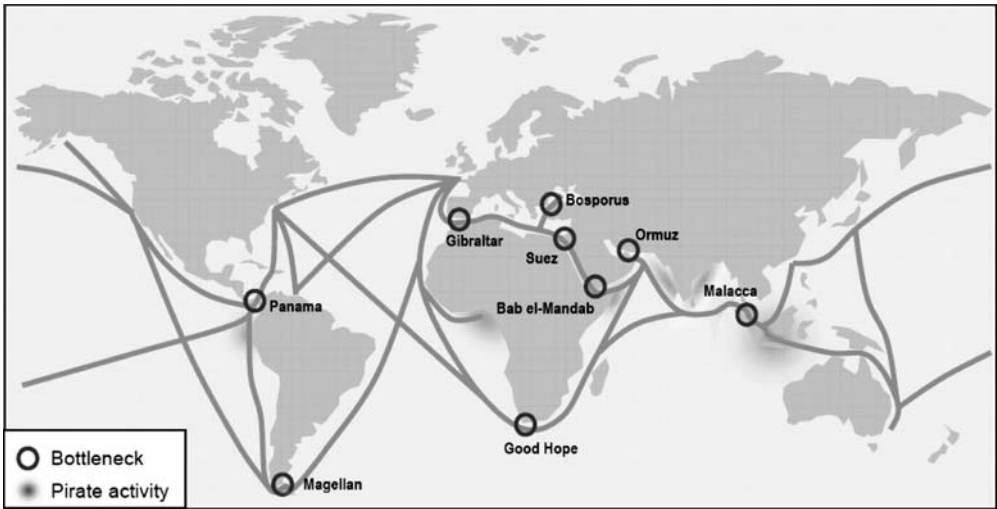 Bosporus
Gibraltar
Ormuz
Suez
Malacca
Bab el-Mandab
Panama
Good Hope
Magellan
Bottleneck
Pirate activity